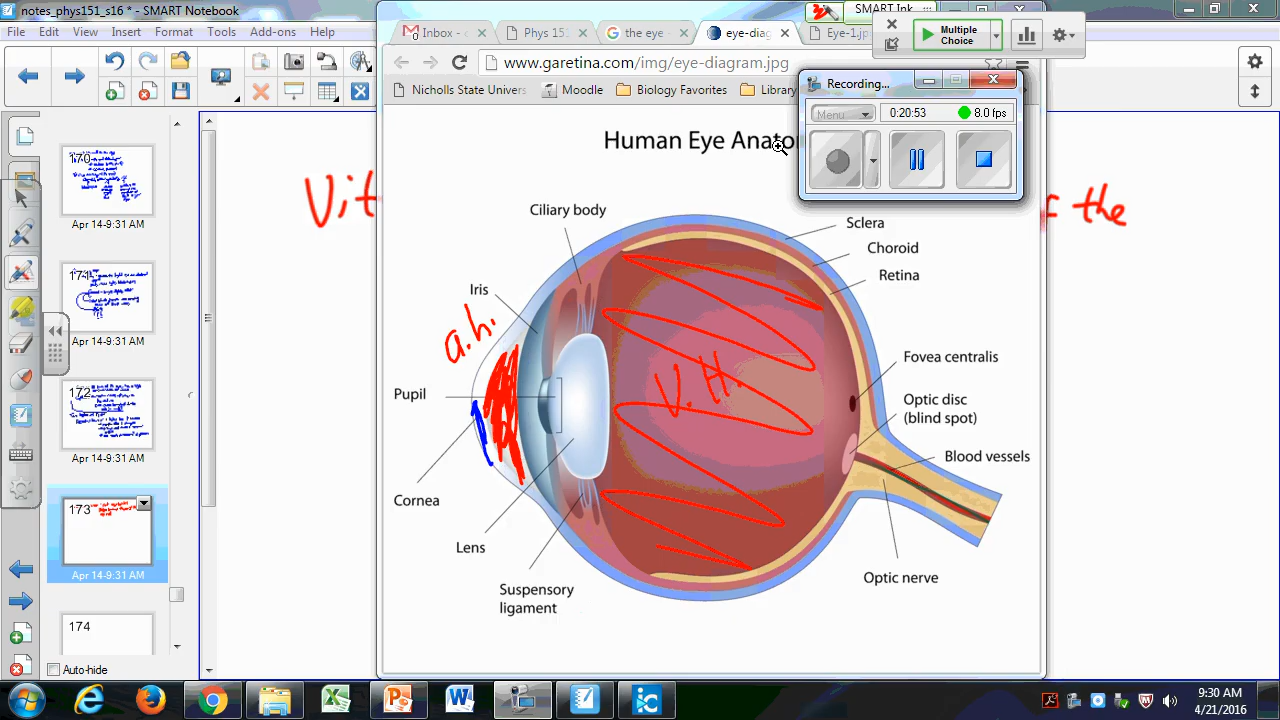 notes_phys151_s16 * - SMART Notebook
SMART Ink
File Edit View Insert Format Tools Add-ons Help
Inbox -
Phys 151
the eye
eye-diag
Eye-1.jp
Multiple
Choice
www.garetina.com/img/eye-diagram.jpg
Nicholls State Univers
Moodle
Biology Favorites
Library
Recording...
Menu
0:20:53
8.0 fps
Human Eye Anato
170
Apr 14-9:31 AM
171
Apr 14-9:31 AM
172
Apr 14-9:31 AM
173
Apr 14-9:31 AM
174
Auto-hide
Vit
the
Ciliary body
Sclera
Choroid
Retina
Iris
a.h.
V.H.
Pupil
Fovea centralis
Optic disc
(blind spot)
Blood vessels
Cornea
Lens
Suspensory
ligament
Optic nerve
9:30 AM
4/21/2016